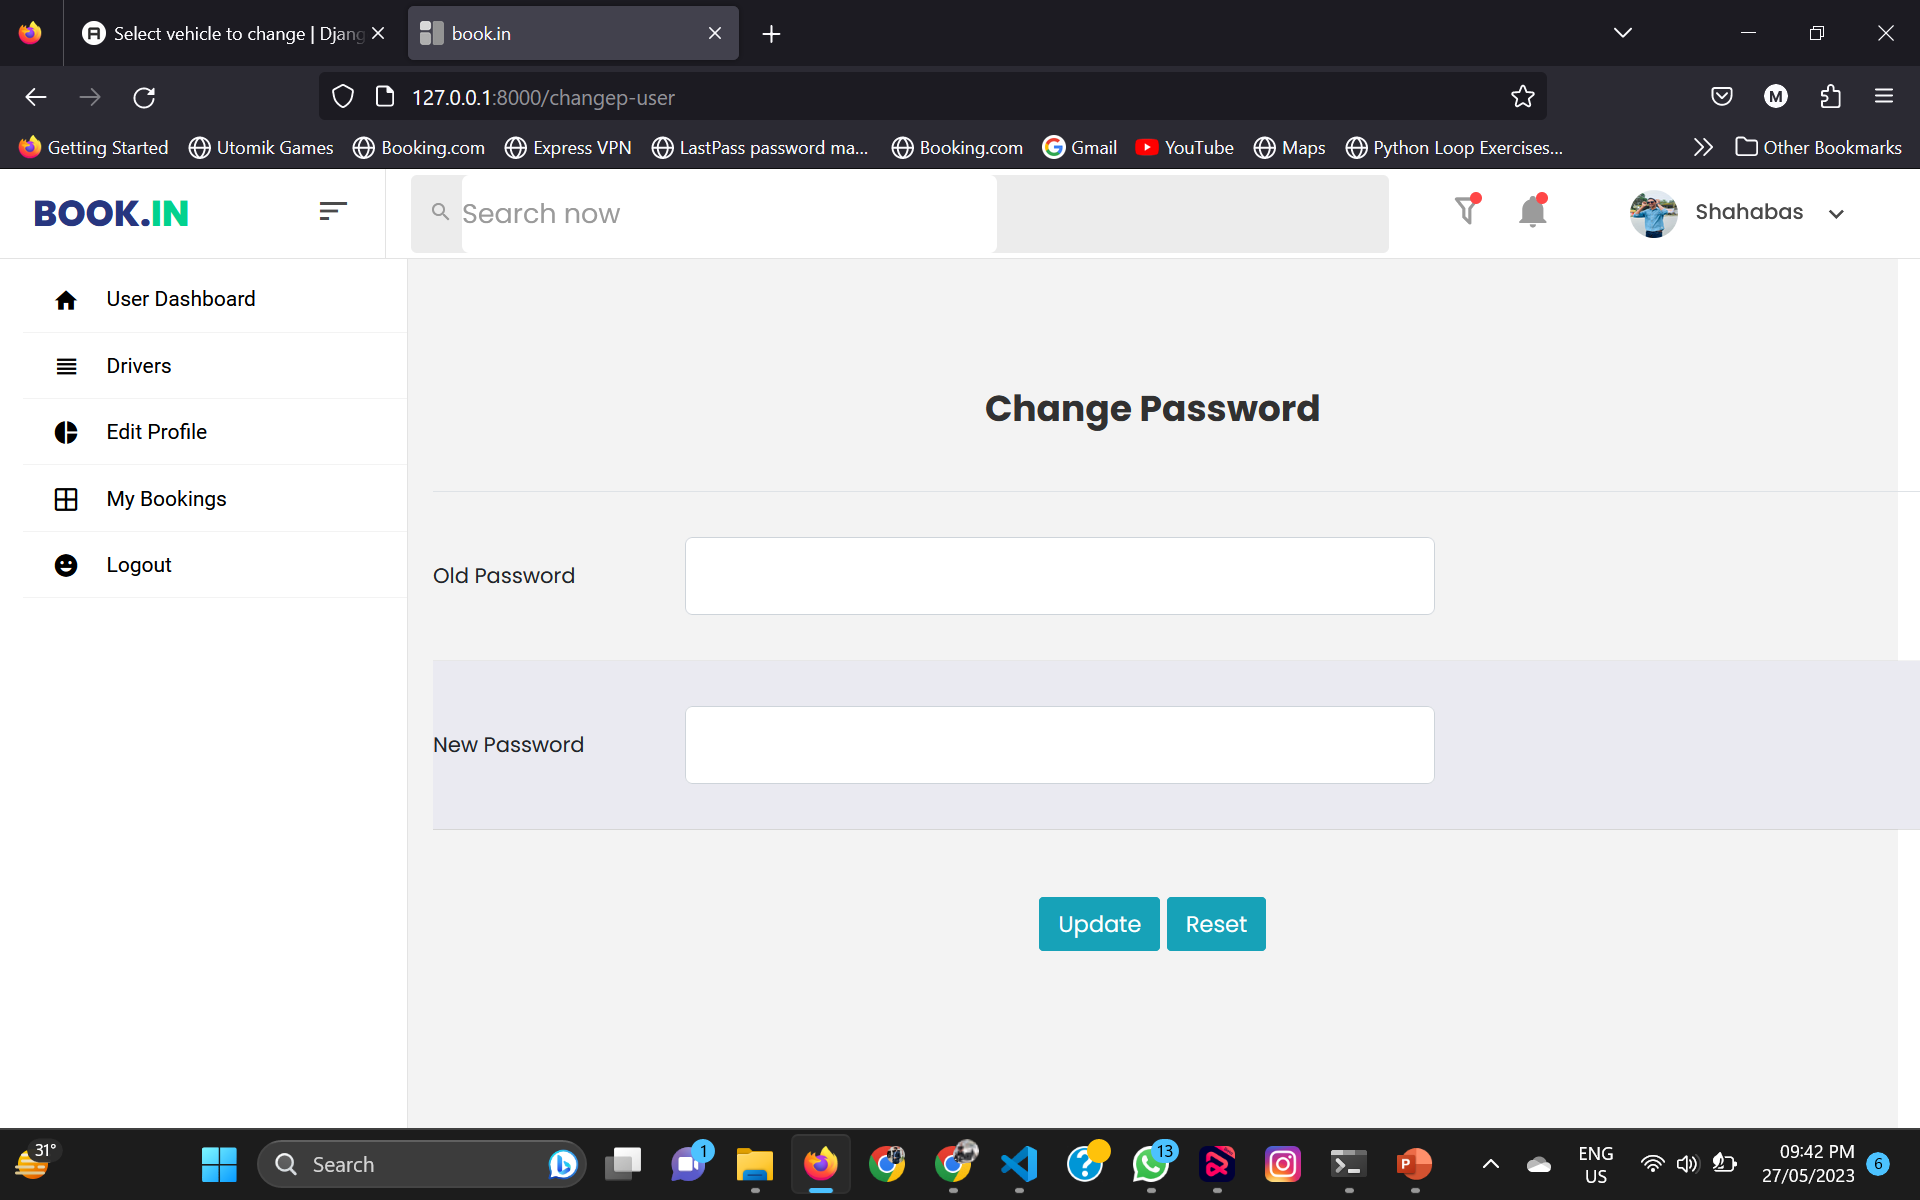 Select vehicle to change | Djang
book.in
127.0.0.1:8000/changep-user
M
Getting Started
Utomik Games
Booking.com
Express VPN
LastPass password ma...
Booking.com
Gmail
YouTube
Maps
Python Loop Exercises...
Other Bookmarks
BOOK.IN
Search now
Shahabas
User Dashboard
Drivers
Edit Profile
My Bookings
Logout
Change Password
Old Password
New Password
Update
Reset
31°
Search
1
13
ENG
US
09:42 PM
27/05/2023
6